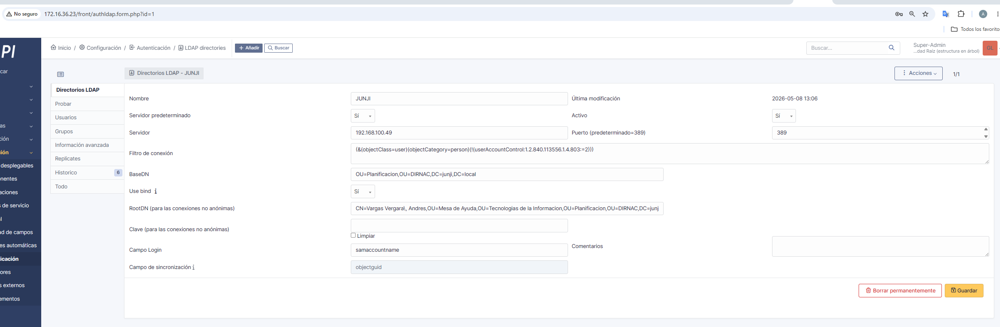 No seguro
172.16.36.23/front/authldap.form.php?id=1
A
Todos los favorito
PI
Inicio / Configuración / Autenticación / LDAP directories
+ Añadir
Buscar
Buscar...
Super-Admin
...dad Raíz (estructura en árbol)
GL
car
Directorios LDAP - JUNJI
Acciones
1/1
as
ción
ción
desplegables
nentes
aciones
s de servicio
l
ad de campos
es automáticas
icación
ores
s externos
ementos
Directorios LDAP
Probar
Usuarios
Grupos
Información avanzada
Replicates
Historico 6
Todo
Nombre
JUNJI
Última modificación
2026-05-08 13:06
Servidor predeterminado
Sí
Activo
Sí
Servidor
192.168.100.49
Puerto (predeterminado=389)
389
Filtro de conexión
(&(objectClass=user)(objectCategory=person)(!(userAccountControl:1.2.840.113556.1.4.803:=2)))
BaseDN
OU=Planificacion,OU=DIRNAC,DC=junji,DC=local
Use bind
Sí
RootDN (para las conexiones no anónimas)
CN=Vargas Vergara\, Andres,OU=Mesa de Ayuda,OU=Tecnologias de la Informacion,OU=Planificacion,OU=DIRNAC,DC=junj
Clave (para las conexiones no anónimas)
Limpiar
Campo Login
samaccountname
Comentarios
Campo de sincronización
objectguid
Borrar permanentemente
Guardar